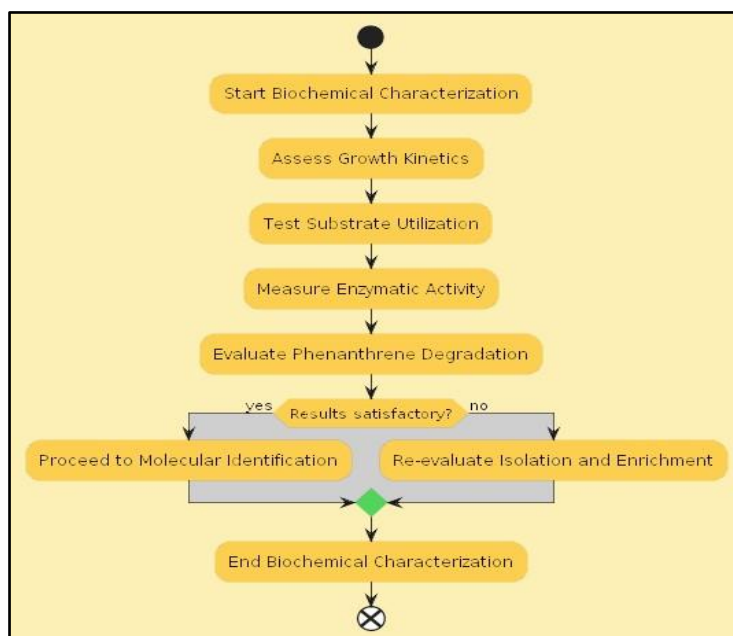 Start Biochemical Characterization
Assess Growth Kinetics
Test Substrate Utilization
Measure Enzymatic Activity
Evaluate Phenanthrene Degradation
yes
Results satisfactory?
no
Proceed to Molecular Identification
Re-evaluate Isolation and Enrichment
End Biochemical Characterization